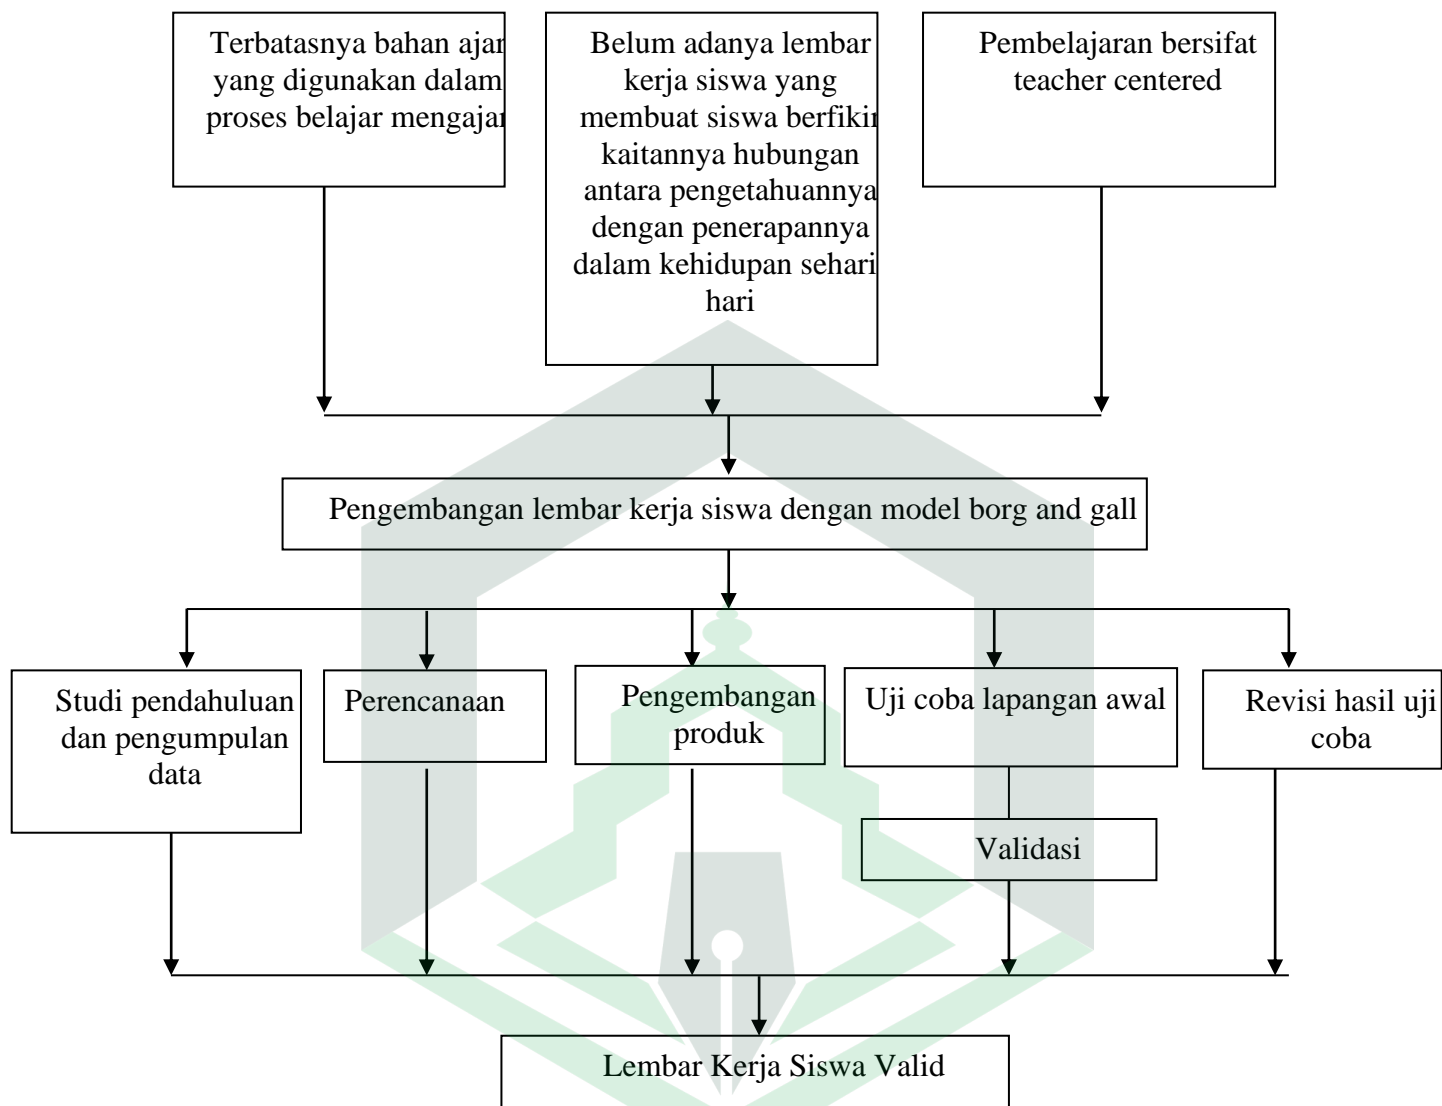 Terbatasnya bahan ajar
yang digunakan dalam
proses belajar mengajar
Belum adanya lembar
kerja siswa yang
membuat siswa berfikir
kaitannya hubungan
antara pengetahuannya
dengan penerapannya
dalam kehidupan sehari
hari
Pembelajaran bersifat
teacher centered
Pengembangan lembar kerja siswa dengan model borg and gall
Studi pendahuluan
dan pengumpulan
data
Perencanaan
Pengembangan
produk
Uji coba lapangan awal
Revisi hasil uji
coba
Validasi
Lembar Kerja Siswa Valid